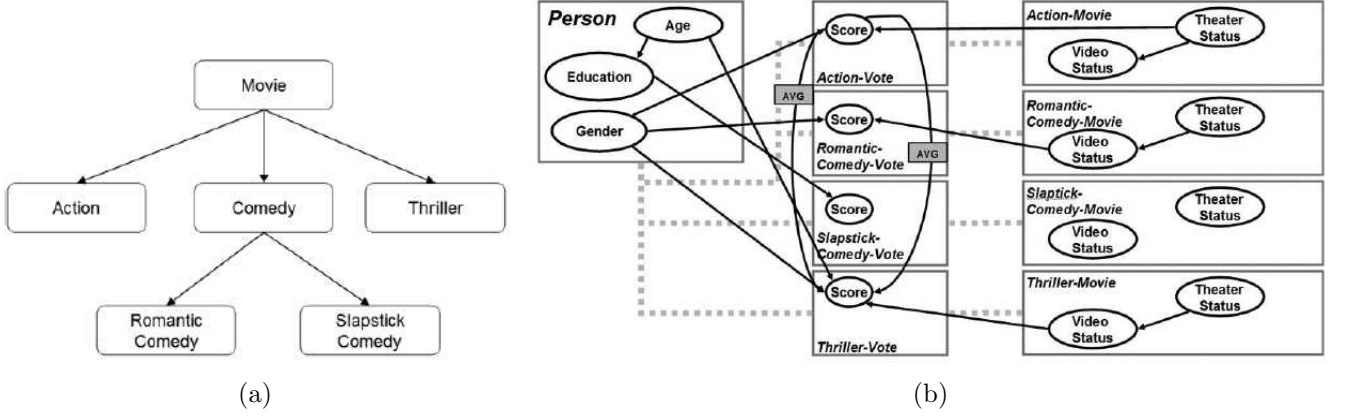 Movie
Action
Comedy
Thriller
Romantic
Comedy
Slapstick
Comedy
(a)
Person
Age
Education
Gender
Score
Action-Vote
AVG
Score
Romantic-
Comedy-Vote
AVG
Score
Slapstick-
Comedy-Vote
Score
Thriller-Vote
Action-Movie
Theater
Status
Video
Status
Romantic-
Comedy-Movie
Theater
Status
Video
Status
Slaptick-
Comedy-Movie
Theater
Status
Video
Status
Thriller-Movie
Theater
Status
Video
Status
(b)